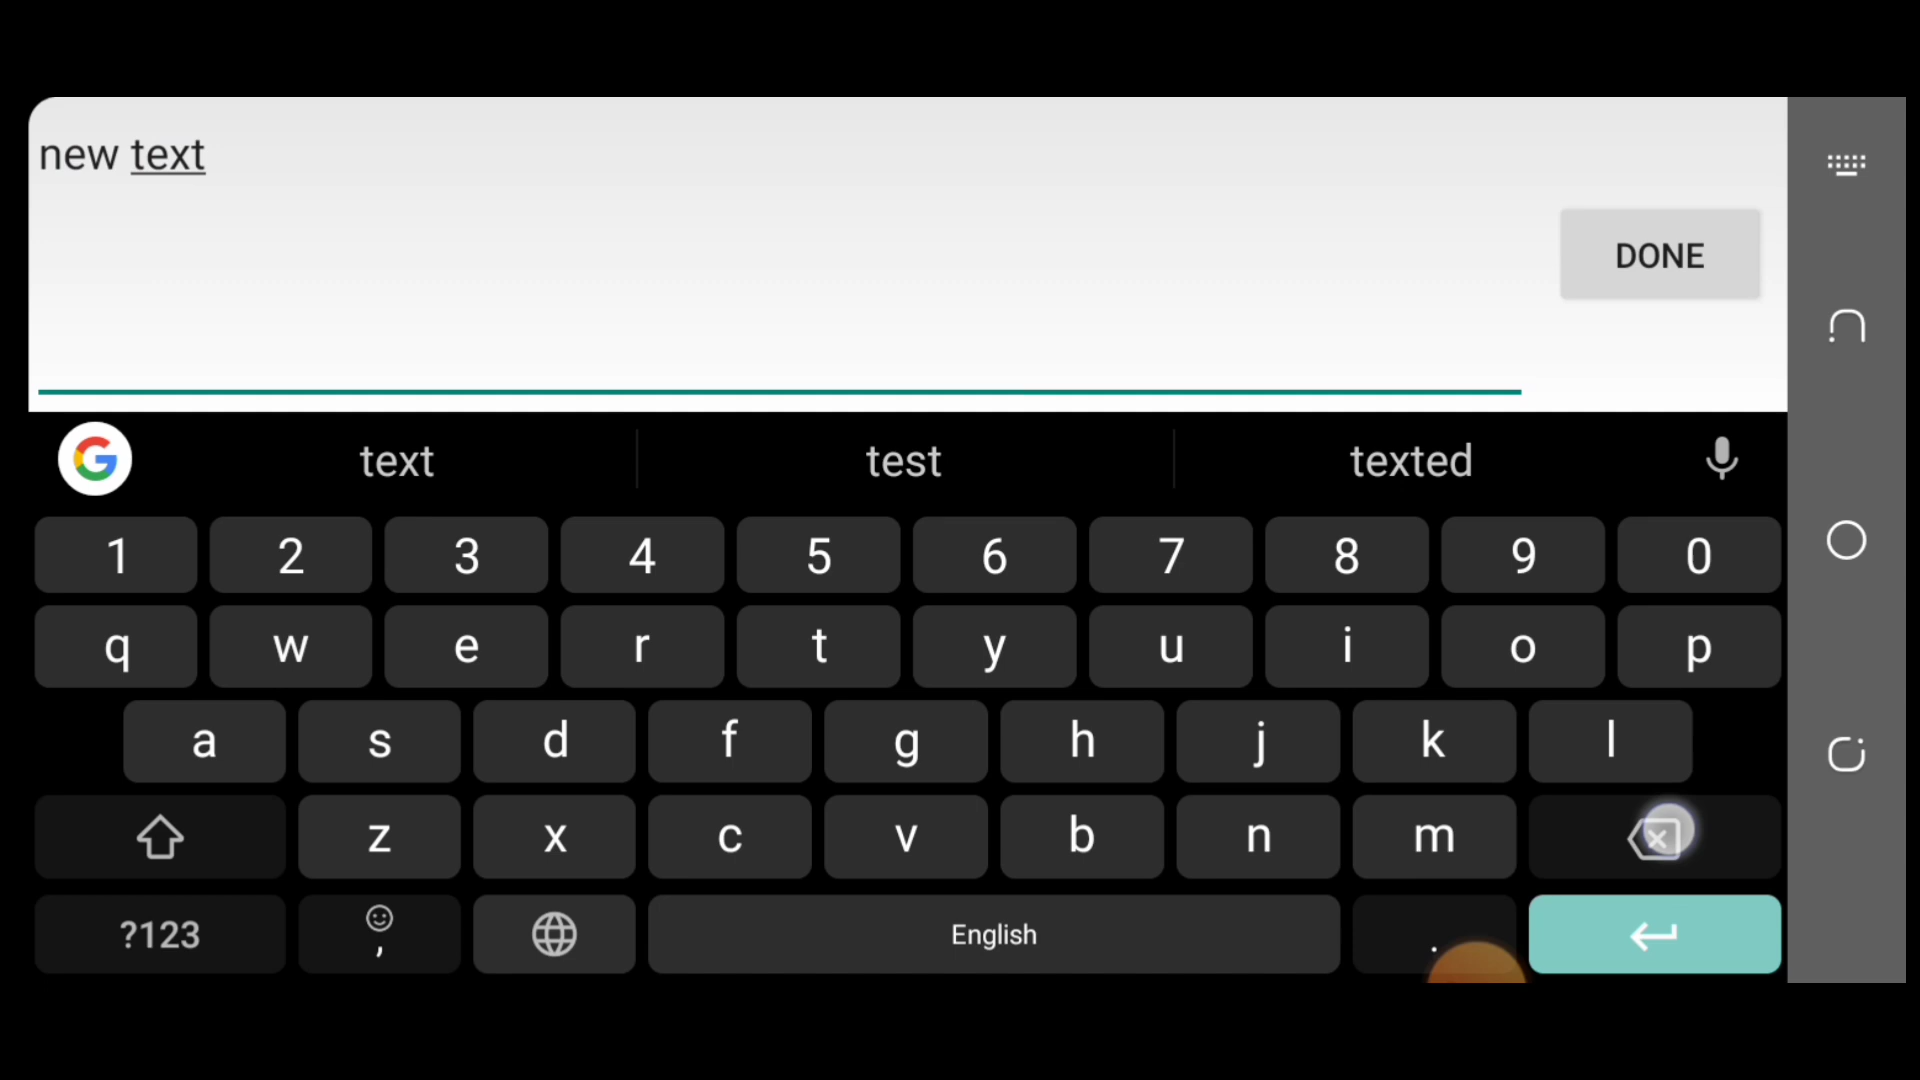 new text
DONE
text test texted
1 2 3 4 5 6 7 8 9 0
q w e r t y u i o p
a s d f g h j k l
z x c v b n m
?123 , English .